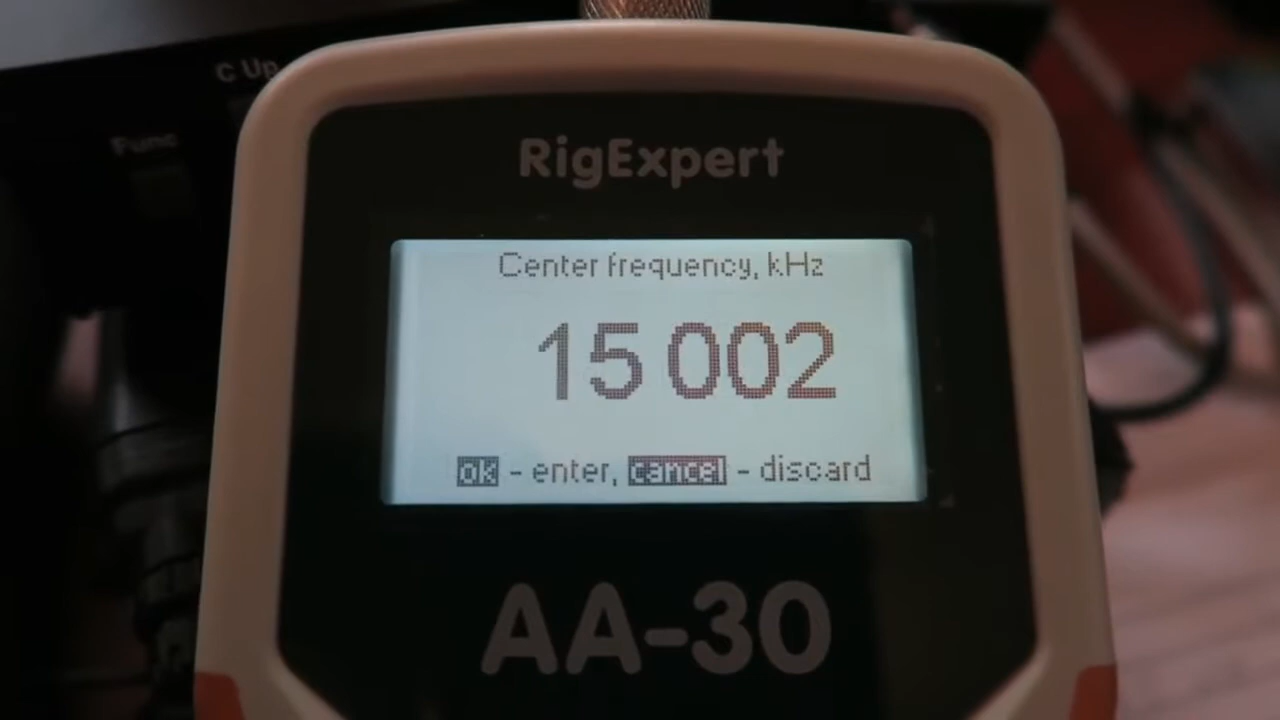 C Up
Func
RigExpert
Center frequency, kHz
15 002
ok - enter, cancel - discard
AA-30